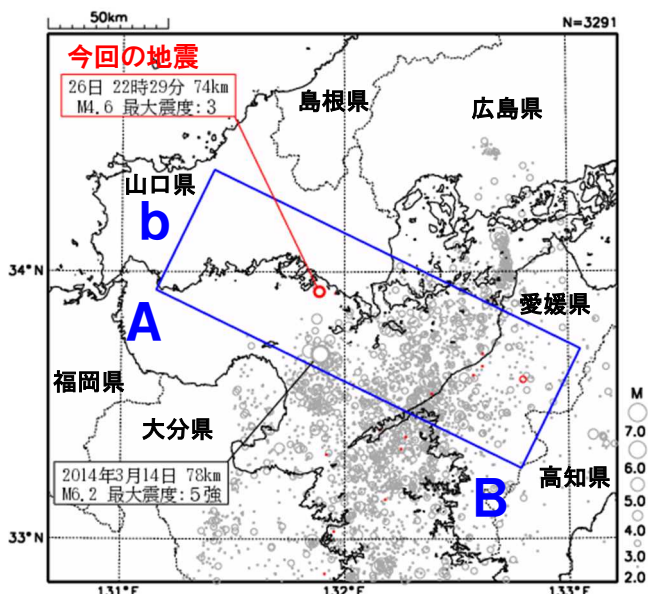 50km
N=3291
今回の地震
26日 22時29分 74km
M4.6 最大震度:3
島根県
広島県
山口県
b
34°N
愛媛県
A
福岡県
大分県
M
7.0
6.0
5.0
4.0
3.0
2.0
2014年3月14日 78km
M6.2 最大震度:5強
高知県
B
33°N
131°E
132°E
133°E